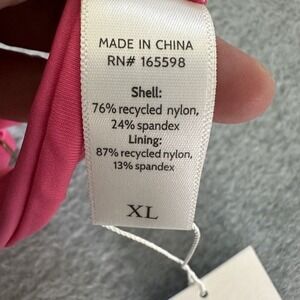 MADE IN CHINA
RN# 165598
Shell:
76% recycled nylon,
24% spandex
Lining:
87% recycled nylon,
13% spandex
XL